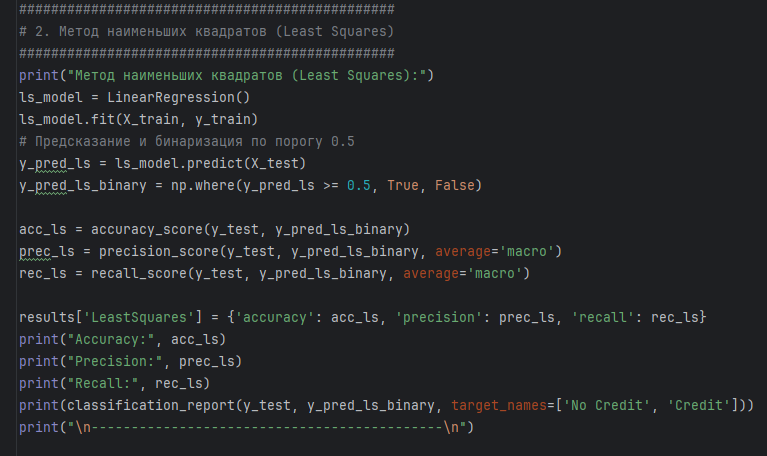 ###############################################
# 2. Метод наименьших квадратов (Least Squares)
###############################################
print("Метод наименьших квадратов (Least Squares):")
ls_model = LinearRegression()
ls_model.fit(X_train, y_train)
# Предсказание и бинаризация по порогу 0.5
y_pred_ls = ls_model.predict(X_test)
y_pred_ls_binary = np.where(y_pred_ls >= 0.5, True, False)
acc_ls = accuracy_score(y_test, y_pred_ls_binary)
prec_ls = precision_score(y_test, y_pred_ls_binary, average='macro')
rec_ls = recall_score(y_test, y_pred_ls_binary, average='macro')
results['LeastSquares'] = {'accuracy': acc_ls, 'precision': prec_ls, 'recall': rec_ls}
print("Accuracy:", acc_ls)
print("Precision:", prec_ls)
print("Recall:", rec_ls)
print(classification_report(y_test, y_pred_ls_binary, target_names=['No Credit', 'Credit']))
print("\n--------------------------------------------\n")